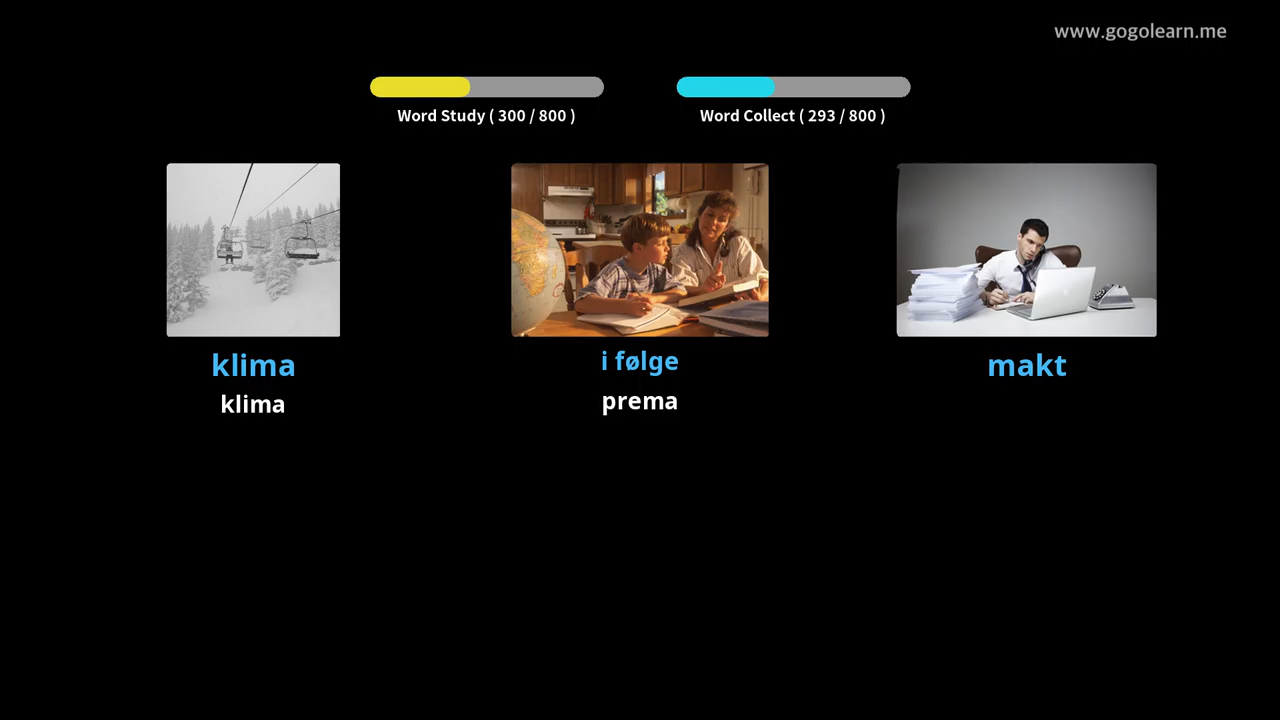 www.gogolearn.me
Word Study ( 300 / 800 )
Word Collect ( 293 / 800 )
klima
klima
i følge
prema
makt